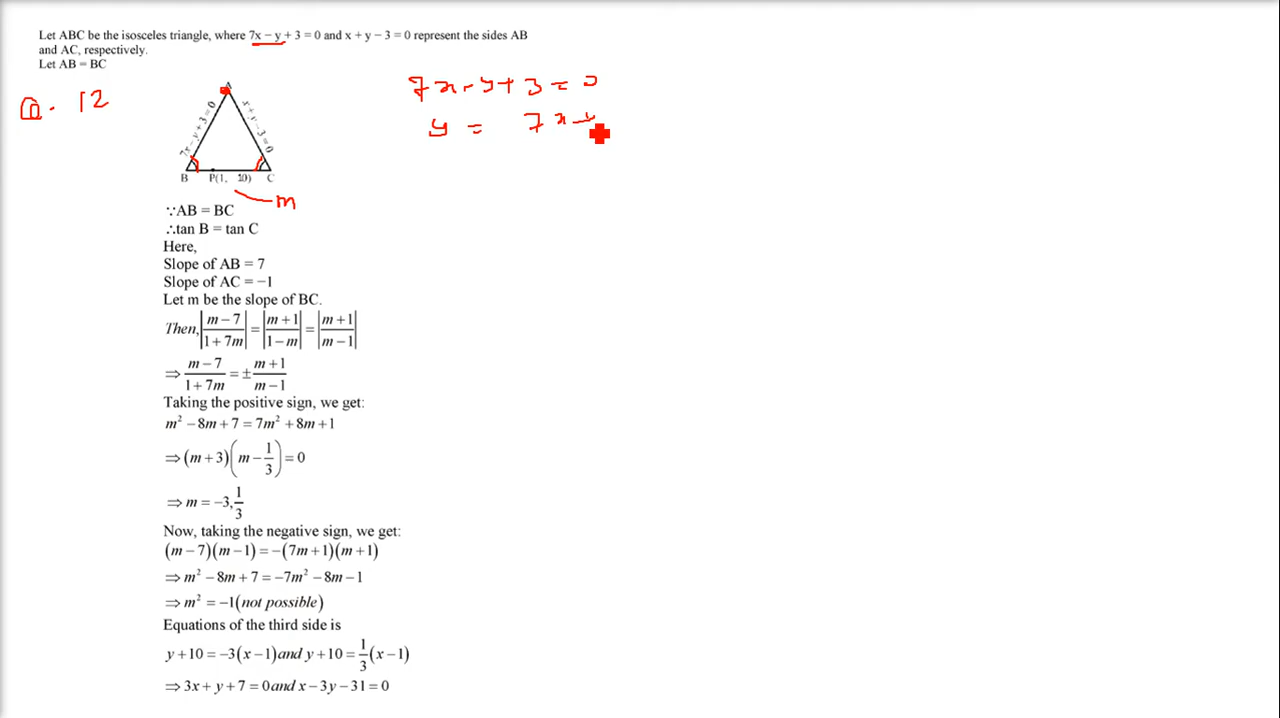 Let ABC be the isosceles triangle, where 7x − y + 3 = 0 and x + y − 3 = 0 represent the sides AB
and AC, respectively.
Let AB = BC
Q. 12
A
7x − y + 3 = 0
x + y − 3 = 0
B P(1, 10) C
m
7x - y + 3 = 0
y = 7x
∵AB = BC
∴tan B = tan C
Here,
Slope of AB = 7
Slope of AC = −1
Let m be the slope of BC.
Then, |(m − 7)/(1 + 7m)| = |(m + 1)/(1 − m)| = |(m + 1)/(m − 1)|
⇒ (m − 7)/(1 + 7m) = ± (m + 1)/(m − 1)
Taking the positive sign, we get:
m² − 8m + 7 = 7m² + 8m + 1
⇒ (m + 3)(m − 1/3) = 0
⇒ m = −3, 1/3
Now, taking the negative sign, we get:
(m − 7)(m − 1) = −(7m + 1)(m + 1)
⇒ m² − 8m + 7 = −7m² − 8m − 1
⇒ m² = −1(not possible)
Equations of the third side is
y + 10 = −3(x − 1)and y + 10 = 1/3(x − 1)
⇒ 3x + y + 7 = 0and x − 3y − 31 = 0